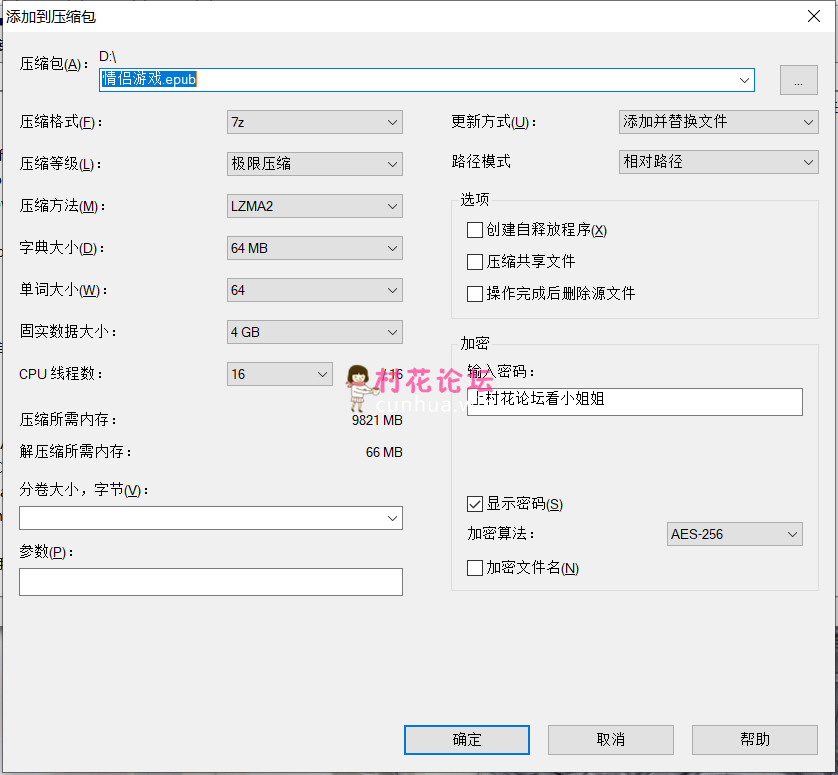 添加到压缩包
压缩包(A)：
D:\
情侣游戏.epub
...
压缩格式(F)：
7z
更新方式(U)：
添加并替换文件
压缩等级(L)：
极限压缩
路径模式
相对路径
压缩方法(M)：
LZMA2
选项
创建自释放程序(X)
字典大小(D)：
64 MB
压缩共享文件
单词大小(W)：
64
操作完成后删除源文件
固实数据大小：
4 GB
加密
CPU 线程数：
16
/ 16
村花论坛
cunhua.w
输入密码：
上村花论坛看小姐姐
压缩所需内存：
9821 MB
解压缩所需内存：
66 MB
分卷大小，字节(V)：
显示密码(S)
加密算法：
AES-256
参数(P)：
加密文件名(N)
确定
取消
帮助